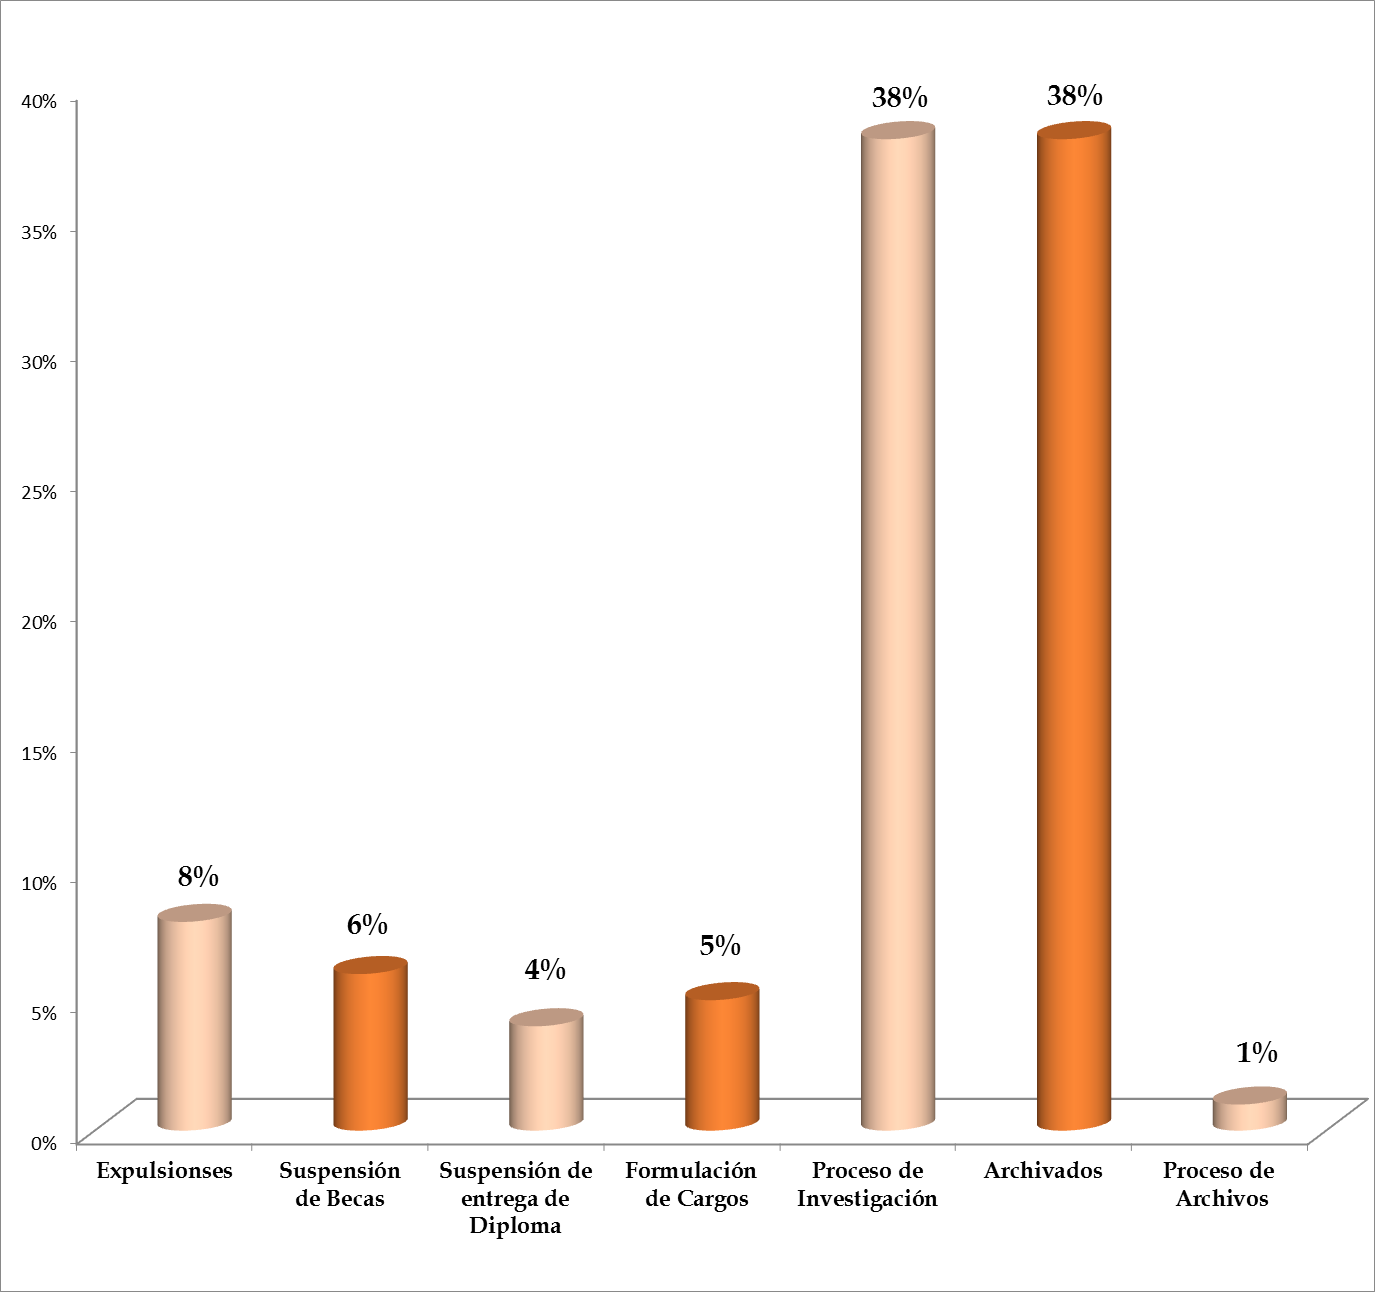 40%
35%
30%
25%
20%
15%
10%
5%
0%
8%
6%
4%
5%
38%
38%
1%
Expulsionses
Suspensión
de Becas
Suspensión de
entrega de
Diploma
Formulación
de Cargos
Proceso de
Investigación
Archivados
Proceso de
Archivos